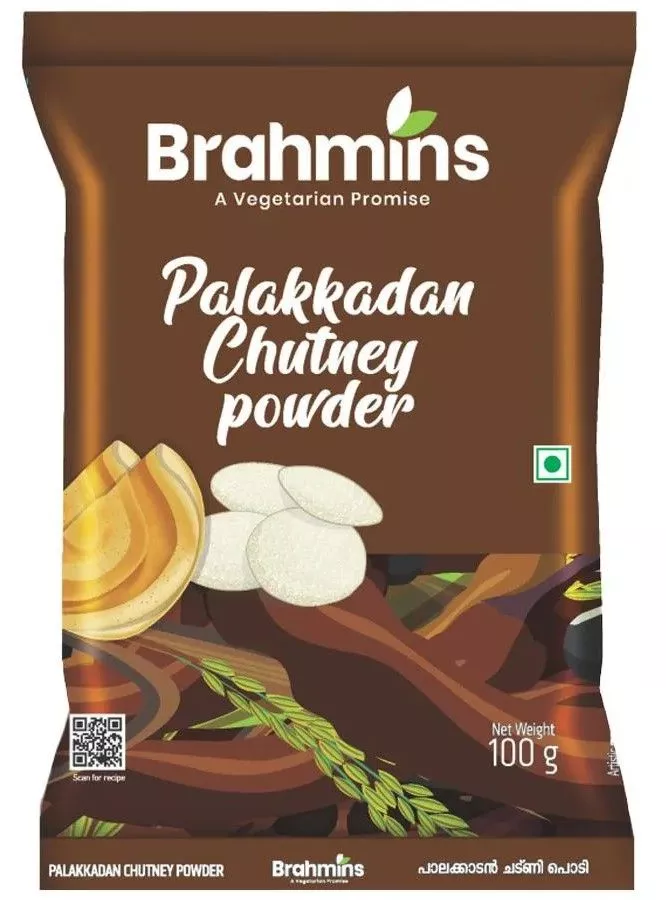 Brahmins
A Vegetarian Promise
Palakkadan
Chutney
powder
Net Weight
100 g
Scan for recipe
PALAKKADAN CHUTNEY POWDER
Brahmins
A Vegetarian Promise
പാലക്കാടൻ ചട്ണി പൊടി